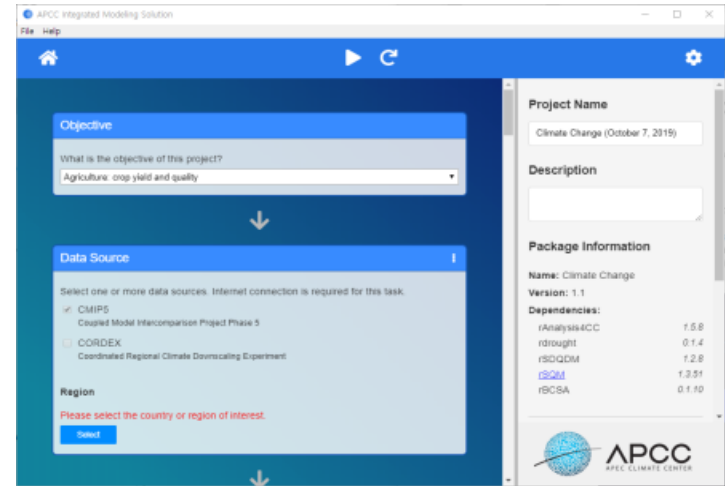 APCC Integrated Modeling Solution
File Help
Objective
What is the objective of this project?
Agriculture: crop yield and quality
Data Source
Select one or more data sources. Internet connection is required for this task.
CMIP5
Coupled Model Intercomparison Project Phase 5
CORDEX
Coordinated Regional Climate Downscaling Experiment
Region
Please select the country or region of interest.
Select
Project Name
Climate Change (October 7, 2019)
Description
Package Information
Name: Climate Change
Version: 1.1
Dependencies:
rAnalysis4CC 1.5.8
rdrought 0.1.4
rSDQDM 1.2.8
rSQM 1.3.51
rBCSA 0.1.10
APCC
APEC CLIMATE CENTER